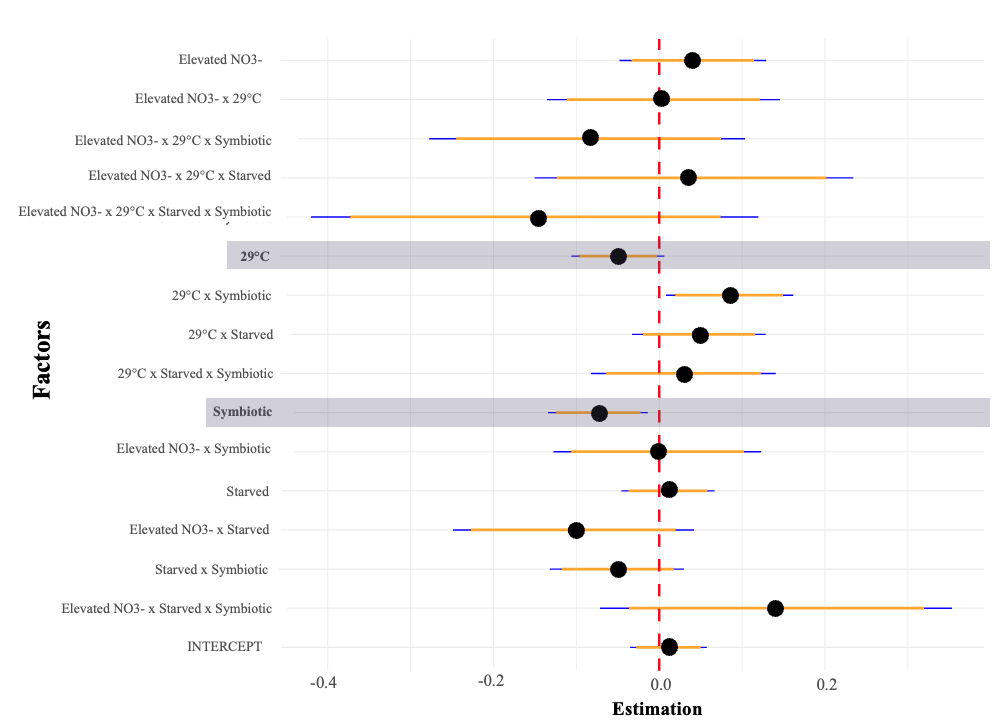 Elevated NO3-
Elevated NO3- x 29°C
Elevated NO3- x 29°C x Symbiotic
Elevated NO3- x 29°C x Starved
Elevated NO3- x 29°C x Starved x Symbiotic
29°C
29°C x Symbiotic
29°C x Starved
29°C x Starved x Symbiotic
Symbiotic
Elevated NO3- x Symbiotic
Starved
Elevated NO3- x Starved
Starved x Symbiotic
Elevated NO3- x Starved x Symbiotic
INTERCEPT
Factors
-0.4 -0.2 0.0 0.2
Estimation